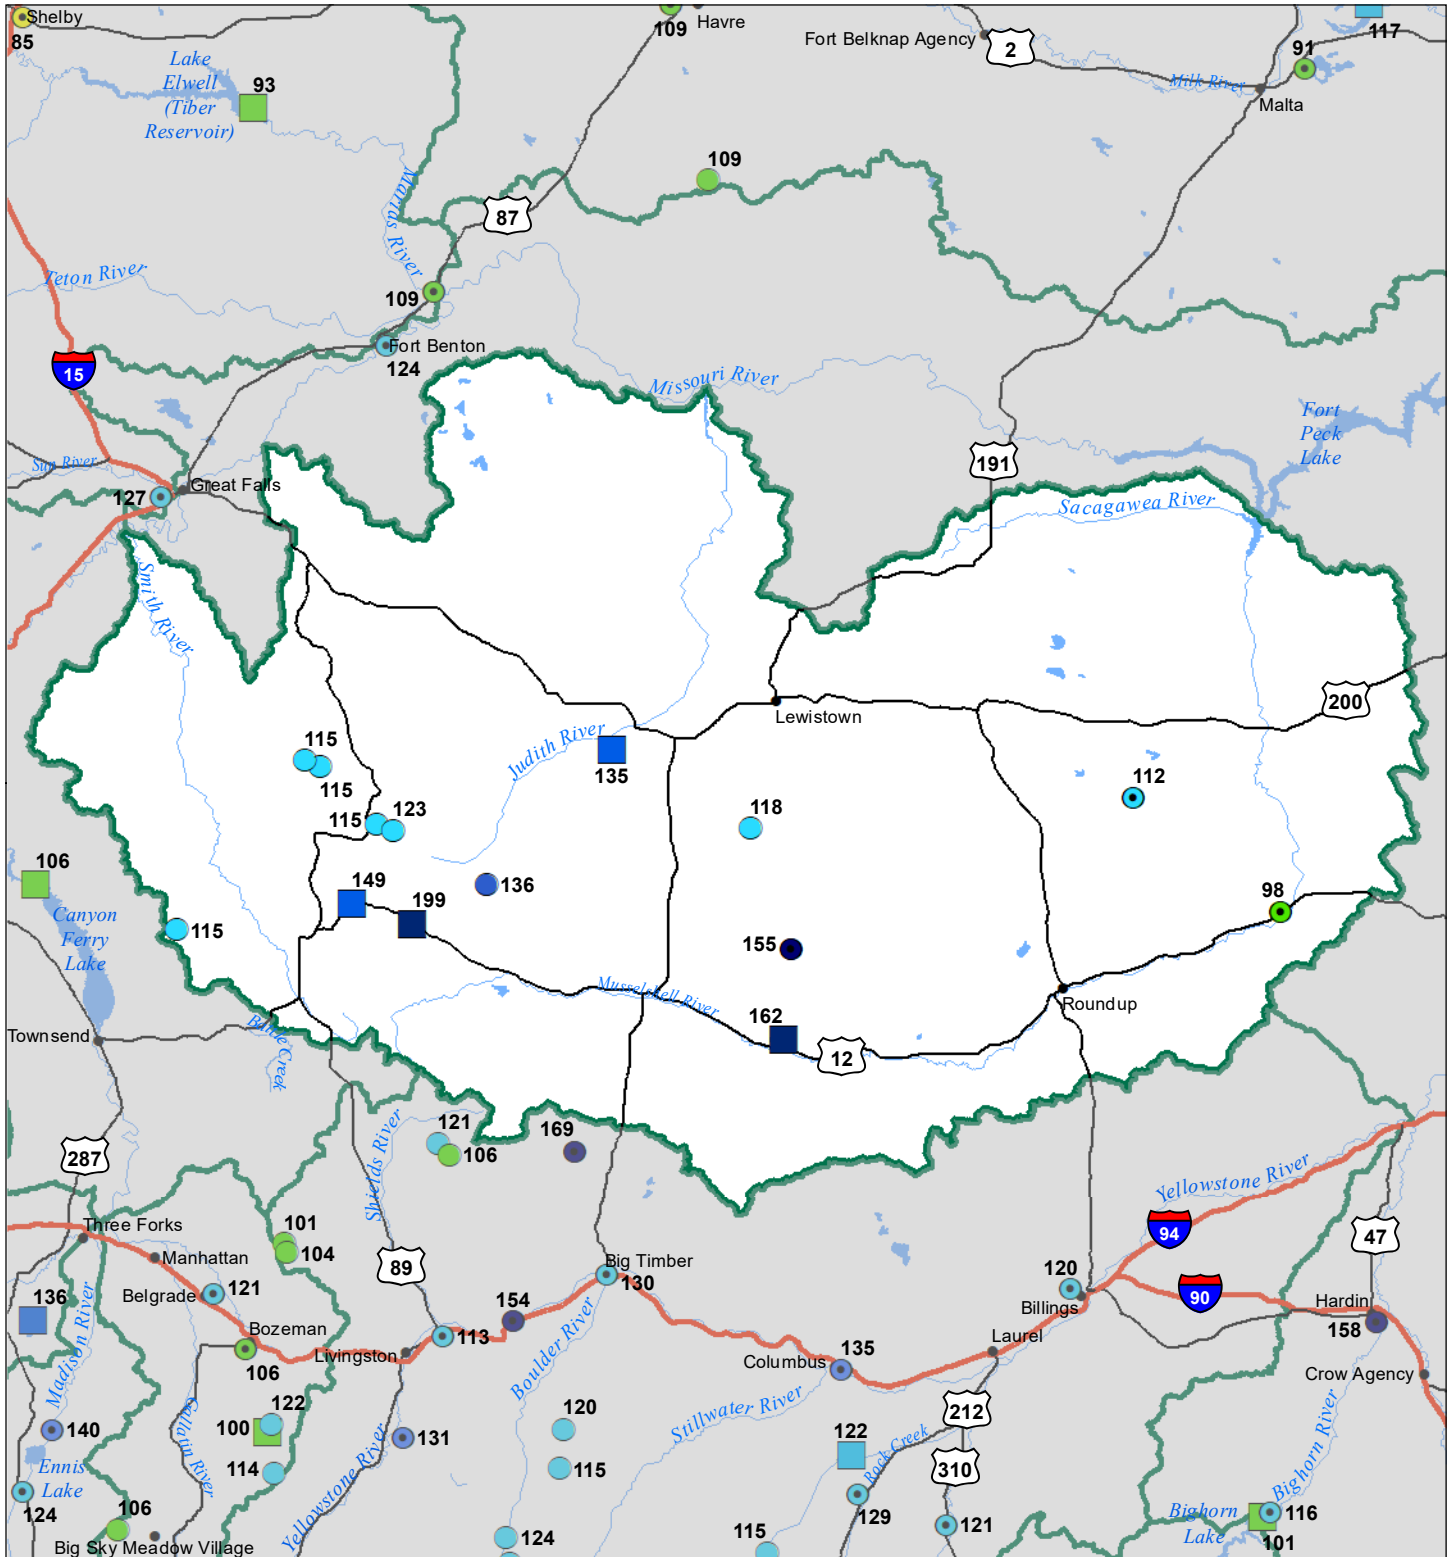 Shelby
85
109
Havre
Fort Belknap Agency
2
117
91
Milk River
Malta
Lake
Elwell
(Tiber
Reservoir)
93
109
Marias River
87
Teton River
109
Fort Benton
124
15
Missouri River
Fort
Peck
Lake
191
Sun River
Great Falls
127
Sacagawea River
Smith River
200
Lewistown
Judith River
135
115
115
115
123
118
112
106
149
199
136
98
Canyon
Ferry
Lake
115
155
Musselshell River
Roundup
162
12
Townsend
Battle Creek
287
Shields River
121
106
169
Yellowstone River
Three Forks
101
104
94
47
Manhattan
89
Big Timber
130
120
90
Belgrade
121
136
154
Billings
Hardin
158
Madison River
Bozeman
106
Livingston
113
Boulder River
Laurel
Columbus
135
Crow Agency
122
100
140
Gallatin River
131
120
Stillwater River
212
122
Rock Creek
310
Bighorn River
Ennis
Lake
114
115
124
Yellowstone River
106
129
121
Bighorn
Lake
116
101
124
115
Big Sky Meadow Village